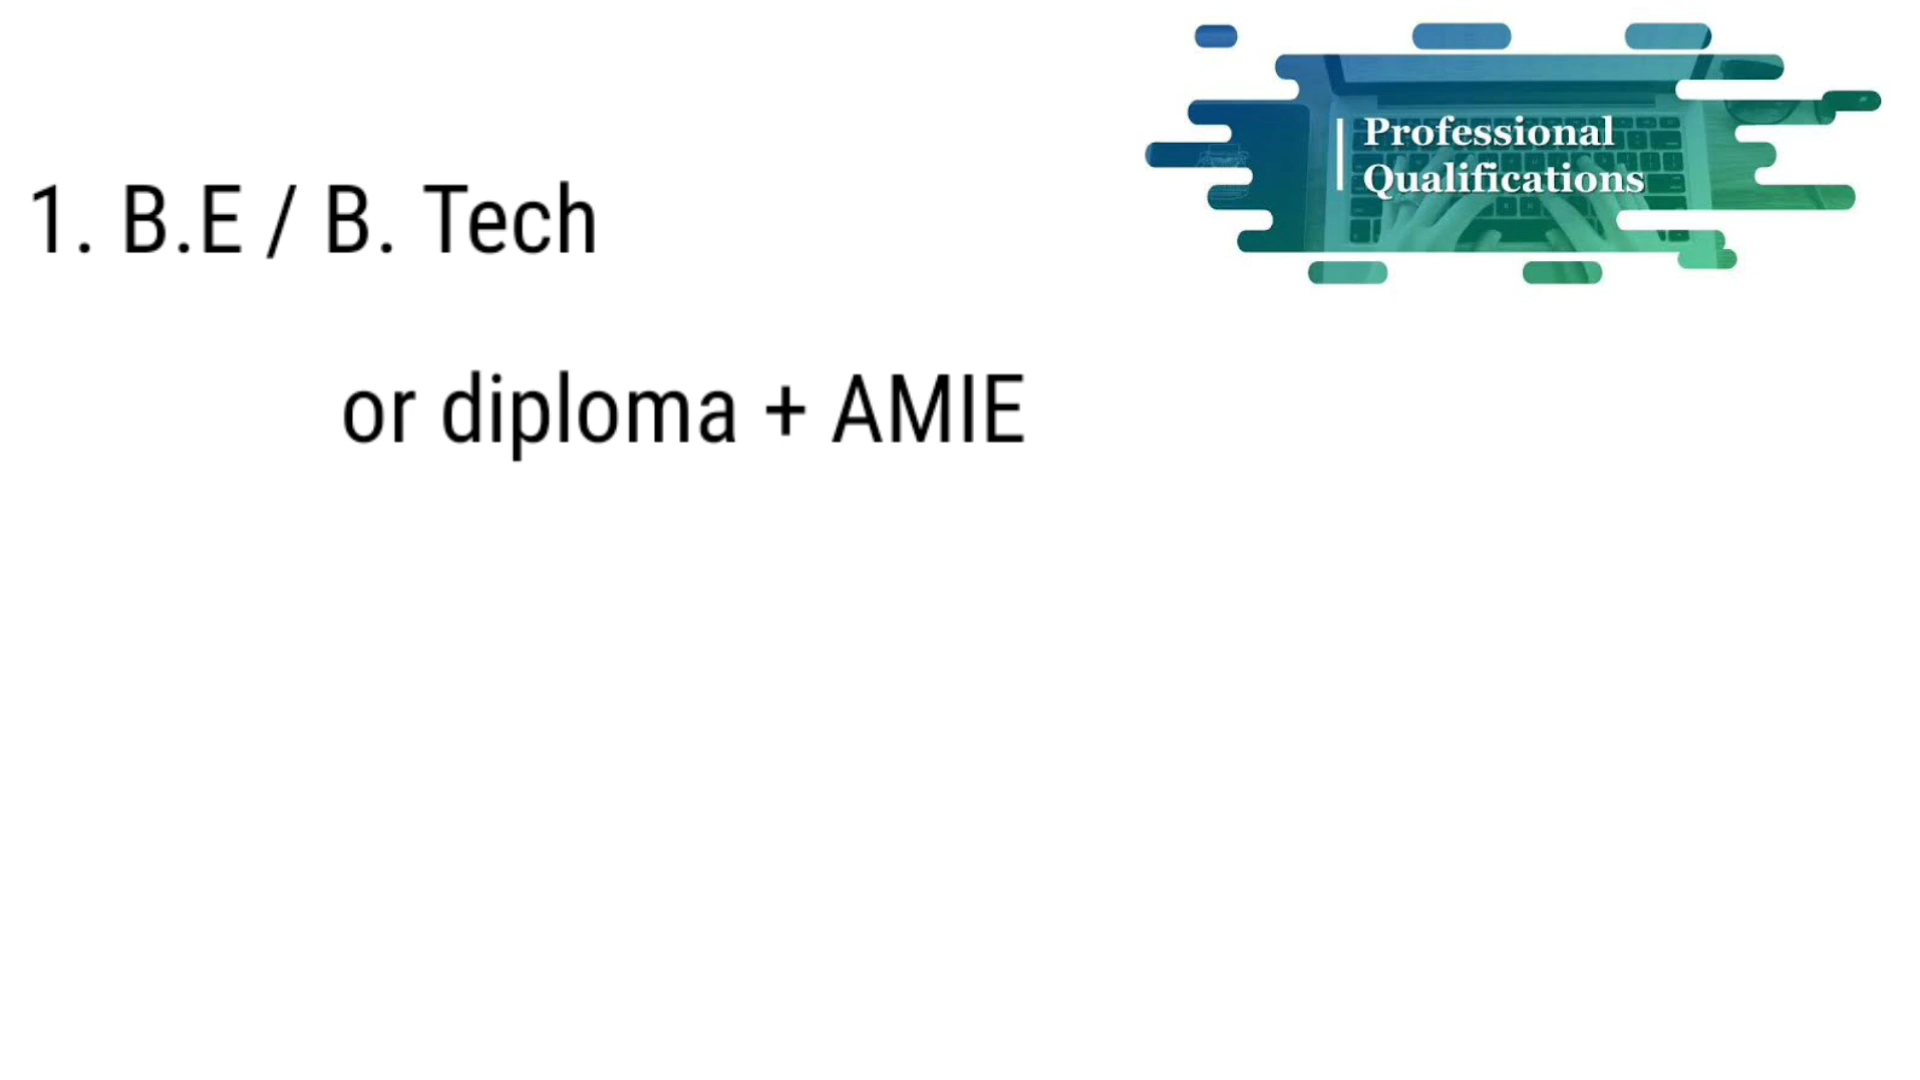 Professional
Qualifications
1. B.E / B. Tech
or diploma + AMIE